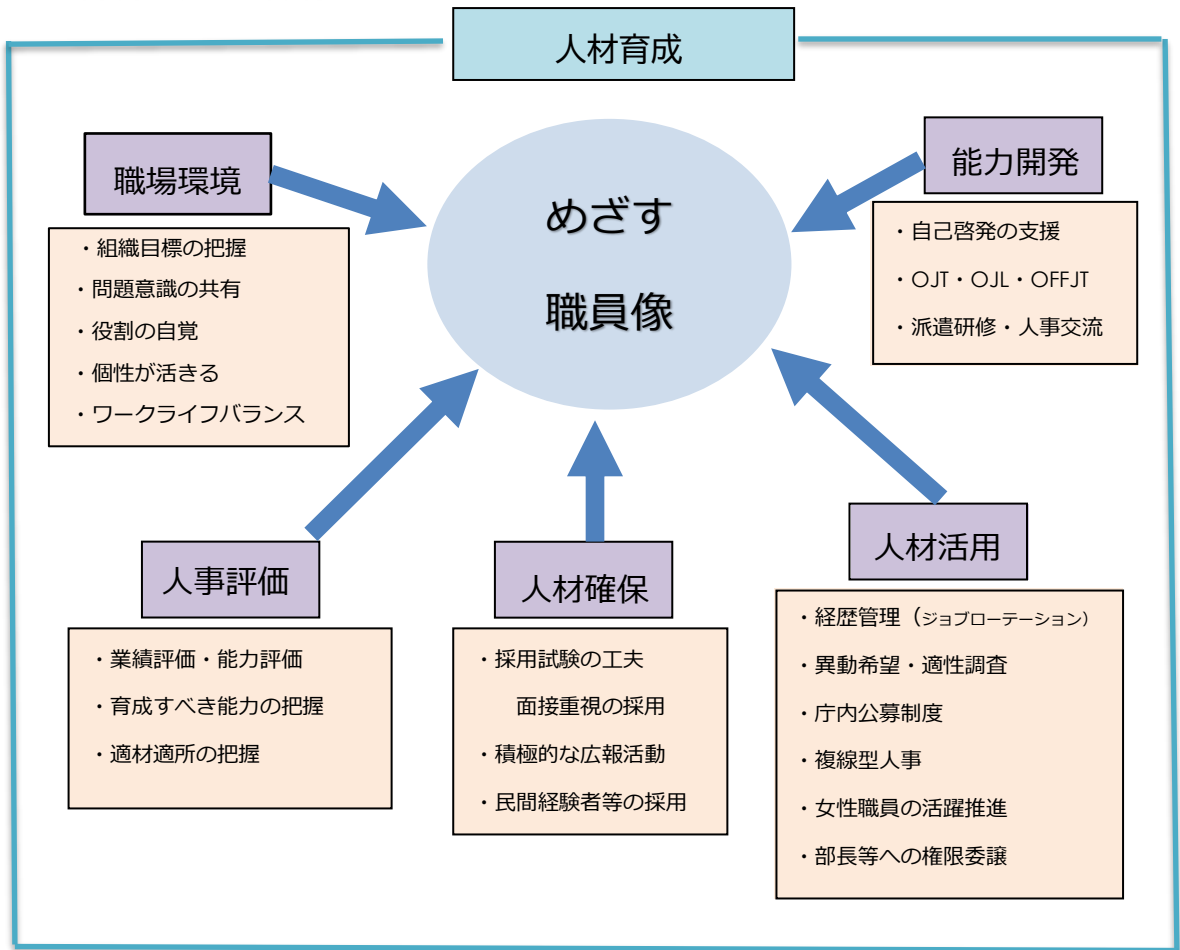 人材育成
職場環境
・組織目標の把握
・問題意識の共有
・役割の自覚
・個性が活きる
・ワークライフバランス
めざす
職員像
能力開発
・自己啓発の支援
・OJT・OJL・OFFJT
・派遣研修・人事交流
人事評価
・業績評価・能力評価
・育成すべき能力の把握
・適材適所の把握
人材確保
・採用試験の工夫
面接重視の採用
・積極的な広報活動
・民間経験者等の採用
人材活用
・経歴管理（ジョブローテーション）
・異動希望・適性調査
・庁内公募制度
・複線型人事
・女性職員の活躍推進
・部長等への権限委譲